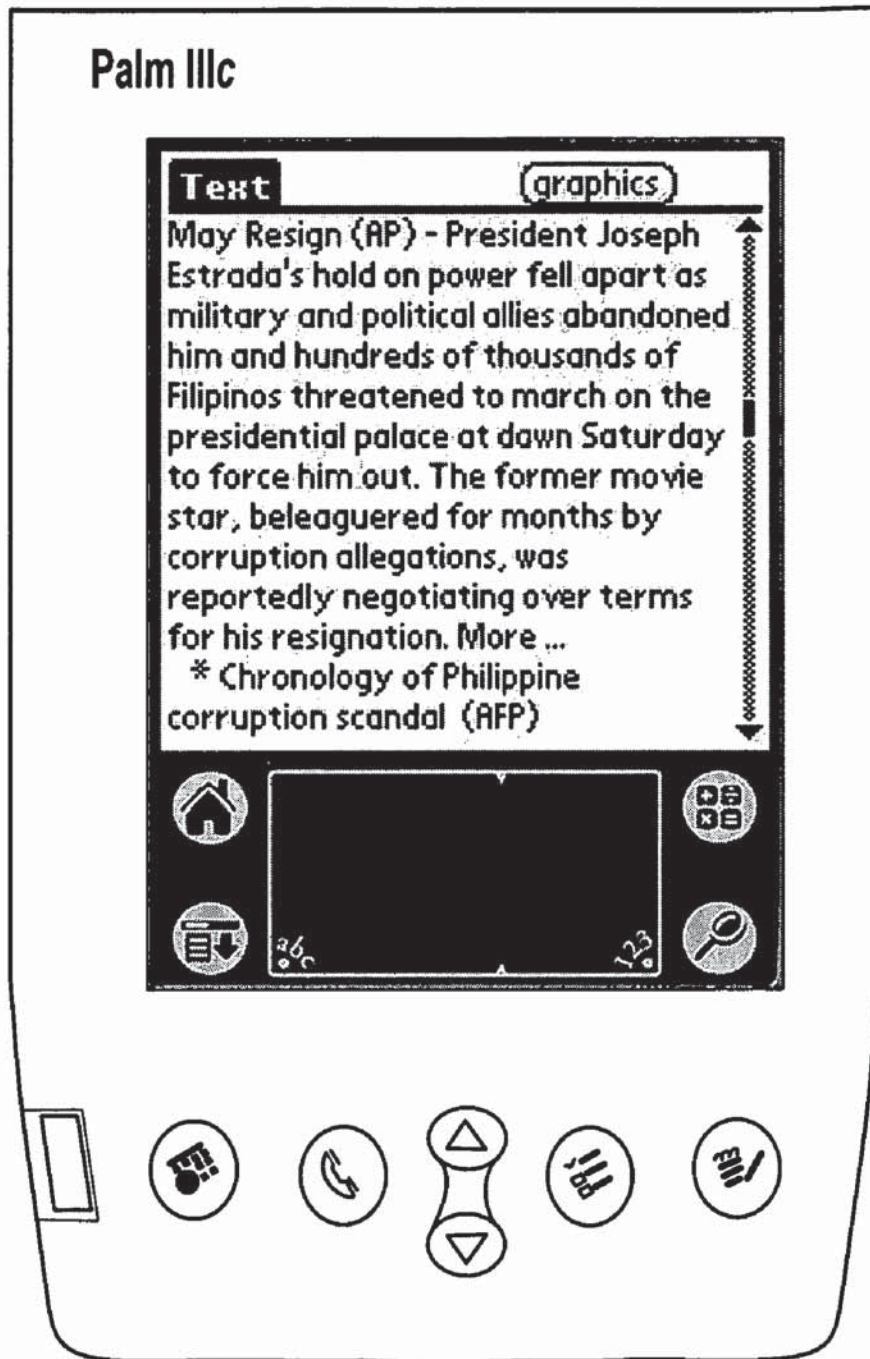 Palm IIIc
Text
graphics
May Resign (AP) - President Joseph
Estrada's hold on power fell apart as
military and political allies abandoned
him and hundreds of thousands of
Filipinos threatened to march on the
presidential palace at dawn Saturday
to force him out. The former movie
star, beleaguered for months by
corruption allegations, was
reportedly negotiating over terms
for his resignation. More ...
* Chronology of Philippine
corruption scandal (AFP)
abc
123